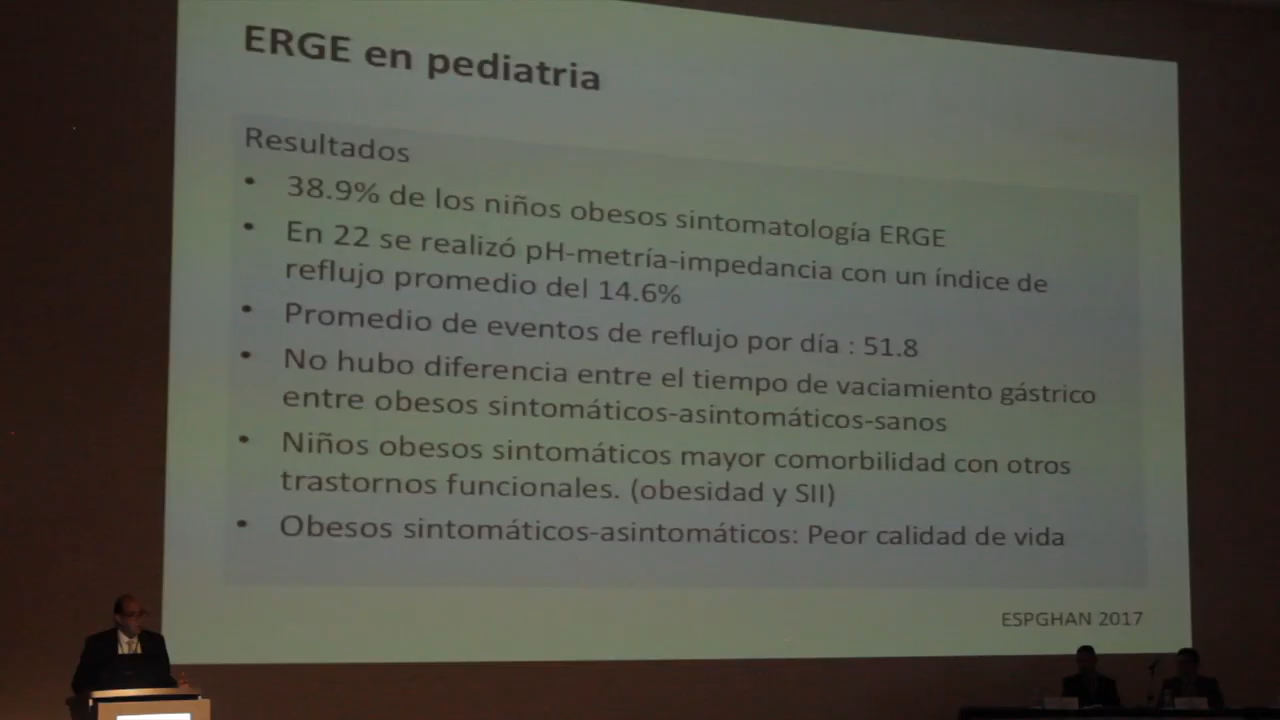 ERGE en pediatria
Resultados
• 38.9% de los niños obesos sintomatología ERGE
• En 22 se realizó pH-metría-impedancia con un índice de
reflujo promedio del 14.6%
• Promedio de eventos de reflujo por día : 51.8
• No hubo diferencia entre el tiempo de vaciamiento gástrico
entre obesos sintomáticos-asintomáticos-sanos
• Niños obesos sintomáticos mayor comorbilidad con otros
trastornos funcionales. (obesidad y SII)
• Obesos sintomáticos-asintomáticos: Peor calidad de vida
ESPGHAN 2017